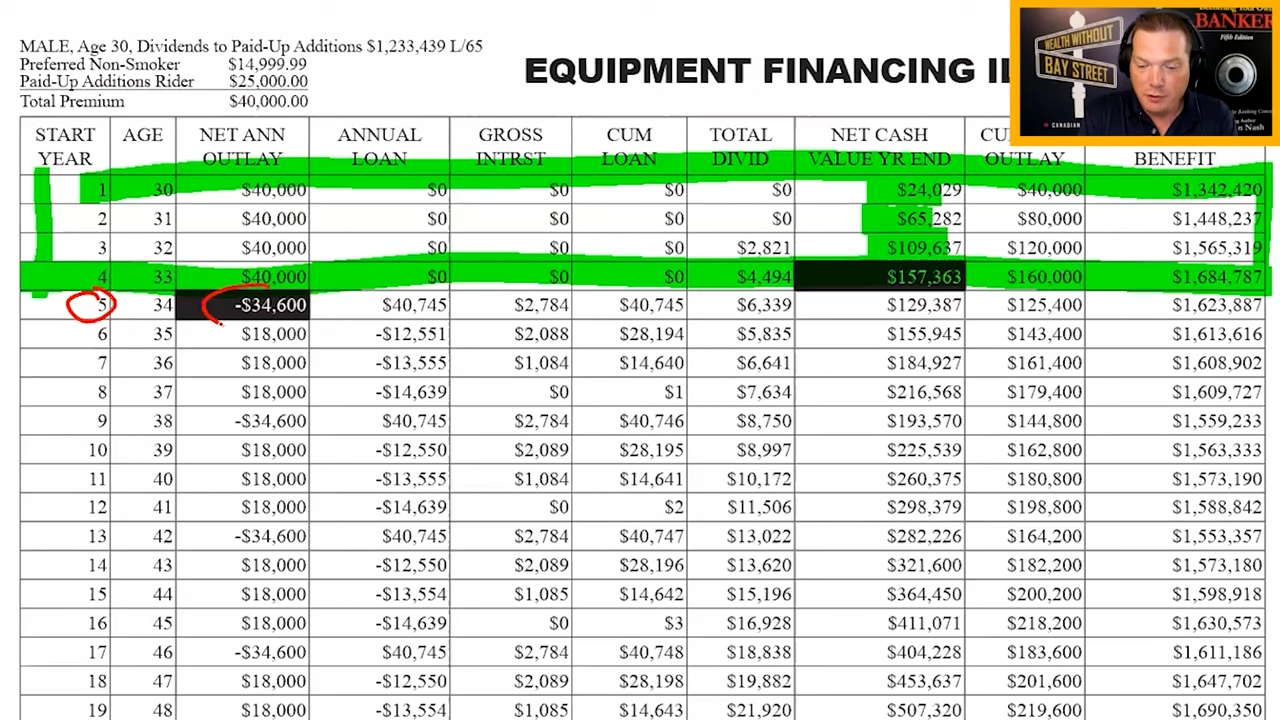 MALE, Age 30, Dividends to Paid-Up Additions $1,233,439 L/65
Preferred Non-Smoker $14,999.99
Paid-Up Additions Rider $25,000.00
Total Premium $40,000.00
EQUIPMENT FINANCING
WEALTH WITHOUT
BAY STREET
CANADIAN
BANKER
Fifth Edition
Nash
START YEAR AGE NET ANN OUTLAY ANNUAL LOAN GROSS INTRST CUM LOAN TOTAL DIVID NET CASH VALUE YR END OUTLAY BENEFIT
1 30 $40,000 $0 $0 $0 $0 $24,029 $40,000 $1,342,420
2 31 $40,000 $0 $0 $0 $0 $65,282 $80,000 $1,448,237
3 32 $40,000 $0 $0 $0 $2,821 $109,637 $120,000 $1,565,319
4 33 $40,000 $0 $0 $0 $4,494 $157,363 $160,000 $1,684,787
5 34 -$34,600 $40,745 $2,784 $40,745 $6,339 $129,387 $125,400 $1,623,887
6 35 $18,000 -$12,551 $2,088 $28,194 $5,835 $155,945 $143,400 $1,613,616
7 36 $18,000 -$13,555 $1,084 $14,640 $6,641 $184,927 $161,400 $1,608,902
8 37 $18,000 -$14,639 $0 $1 $7,634 $216,568 $179,400 $1,609,727
9 38 -$34,600 $40,745 $2,784 $40,746 $8,750 $193,570 $144,800 $1,559,233
10 39 $18,000 -$12,550 $2,089 $28,195 $8,997 $225,539 $162,800 $1,563,333
11 40 $18,000 -$13,555 $1,084 $14,641 $10,172 $260,375 $180,800 $1,573,190
12 41 $18,000 -$14,639 $0 $2 $11,506 $298,379 $198,800 $1,588,842
13 42 -$34,600 $40,745 $2,784 $40,747 $13,022 $282,226 $164,200 $1,553,357
14 43 $18,000 -$12,550 $2,089 $28,196 $13,620 $321,600 $182,200 $1,573,180
15 44 $18,000 -$13,554 $1,085 $14,642 $15,196 $364,450 $200,200 $1,598,918
16 45 $18,000 -$14,639 $0 $3 $16,928 $411,071 $218,200 $1,630,573
17 46 -$34,600 $40,745 $2,784 $40,748 $18,838 $404,228 $183,600 $1,611,186
18 47 $18,000 -$12,550 $2,089 $28,198 $19,882 $453,637 $201,600 $1,647,702
19 48 $18,000 -$13,554 $1,085 $14,643 $21,920 $507,320 $219,600 $1,690,350